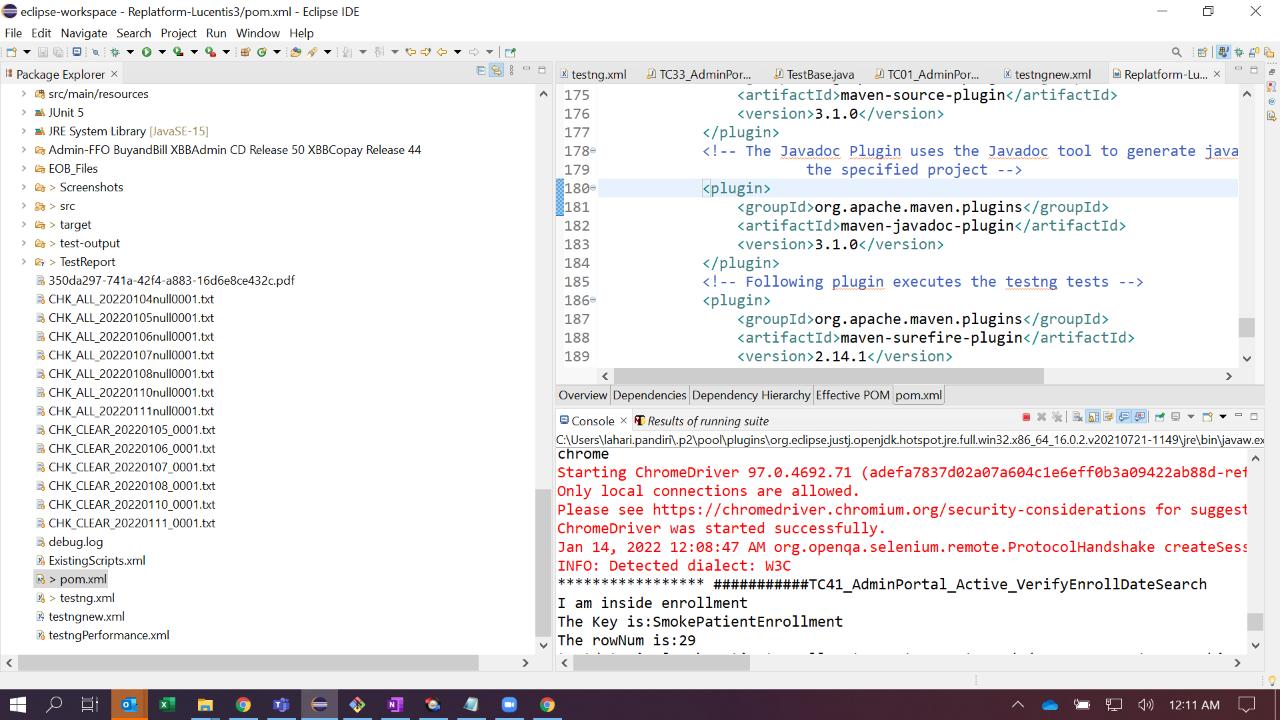 eclipse-workspace - Replatform-Lucentis3/pom.xml - Eclipse IDE
File Edit Navigate Search Project Run Window Help
Package Explorer
src/main/resources
JUnit 5
JRE System Library [JavaSE-15]
Admin-FFO BuyandBill XBBAdmin CD Release 50 XBBCopay Release 44
EOB_Files
> Screenshots
> src
> target
> test-output
> TestReport
350da297-741a-42f4-a883-16d6e8ce432c.pdf
CHK_ALL_20220104null0001.txt
CHK_ALL_20220105null0001.txt
CHK_ALL_20220106null0001.txt
CHK_ALL_20220107null0001.txt
CHK_ALL_20220108null0001.txt
CHK_ALL_20220110null0001.txt
CHK_ALL_20220111null0001.txt
CHK_CLEAR_20220105_0001.txt
CHK_CLEAR_20220106_0001.txt
CHK_CLEAR_20220107_0001.txt
CHK_CLEAR_20220108_0001.txt
CHK_CLEAR_20220110_0001.txt
CHK_CLEAR_20220111_0001.txt
debug.log
ExistingScripts.xml
> pom.xml
> testng.xml
testngnew.xml
testngPerformance.xml
testng.xml TC33_AdminPor... TestBase.java TC01_AdminPor... testngnew.xml Replatform-Lu...
175 <artifactId>maven-source-plugin</artifactId>
176 <version>3.1.0</version>
177 </plugin>
178 <!-- The Javadoc Plugin uses the Javadoc tool to generate java
179 the specified project -->
180 <plugin>
181 <groupId>org.apache.maven.plugins</groupId>
182 <artifactId>maven-javadoc-plugin</artifactId>
183 <version>3.1.0</version>
184 </plugin>
185 <!-- Following plugin executes the testng tests -->
186 <plugin>
187 <groupId>org.apache.maven.plugins</groupId>
188 <artifactId>maven-surefire-plugin</artifactId>
189 <version>2.14.1</version>
Overview Dependencies Dependency Hierarchy Effective POM pom.xml
Console Results of running suite
C:\Users\lahari.pandiri\.p2\pool\plugins\org.eclipse.justj.openjdk.hotspot.jre.full.win32.x86_64_16.0.2.v20210721-1149\jre\bin\javaw.ex
chrome
Starting ChromeDriver 97.0.4692.71 (adefa7837d02a07a604c1e6eff0b3a09422ab88d-ref
Only local connections are allowed.
Please see https://chromedriver.chromium.org/security-considerations for suggest
ChromeDriver was started successfully.
Jan 14, 2022 12:08:47 AM org.openqa.selenium.remote.ProtocolHandshake createSess
INFO: Detected dialect: W3C
**************** ###########TC41_AdminPortal_Active_VerifyEnrollDateSearch
I am inside enrollment
The Key is:SmokePatientEnrollment
The rowNum is:29
12:11 AM